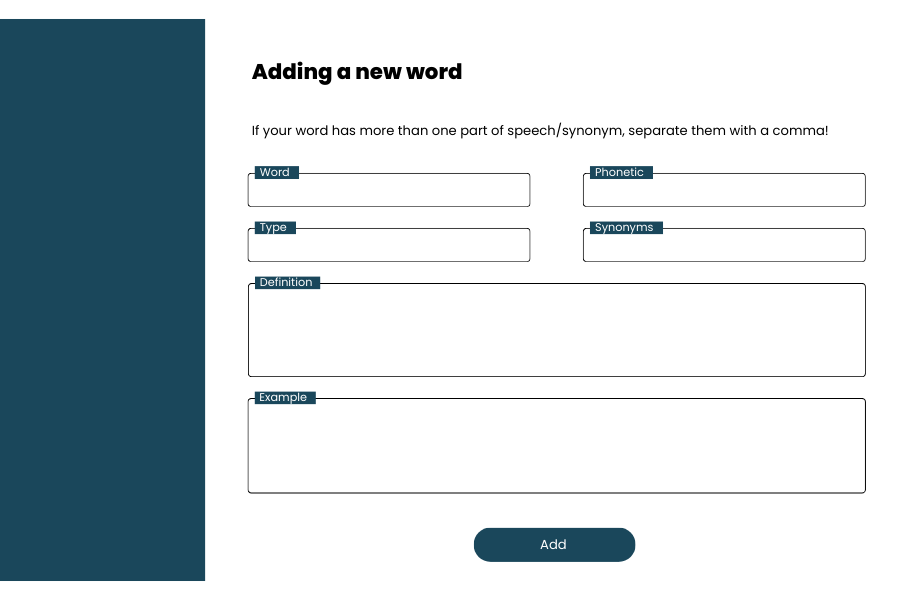 Adding a new word
If your word has more than one part of speech/synonym, separate them with a comma!
Word
Phonetic
Type
Synonyms
Definition
Example
Add